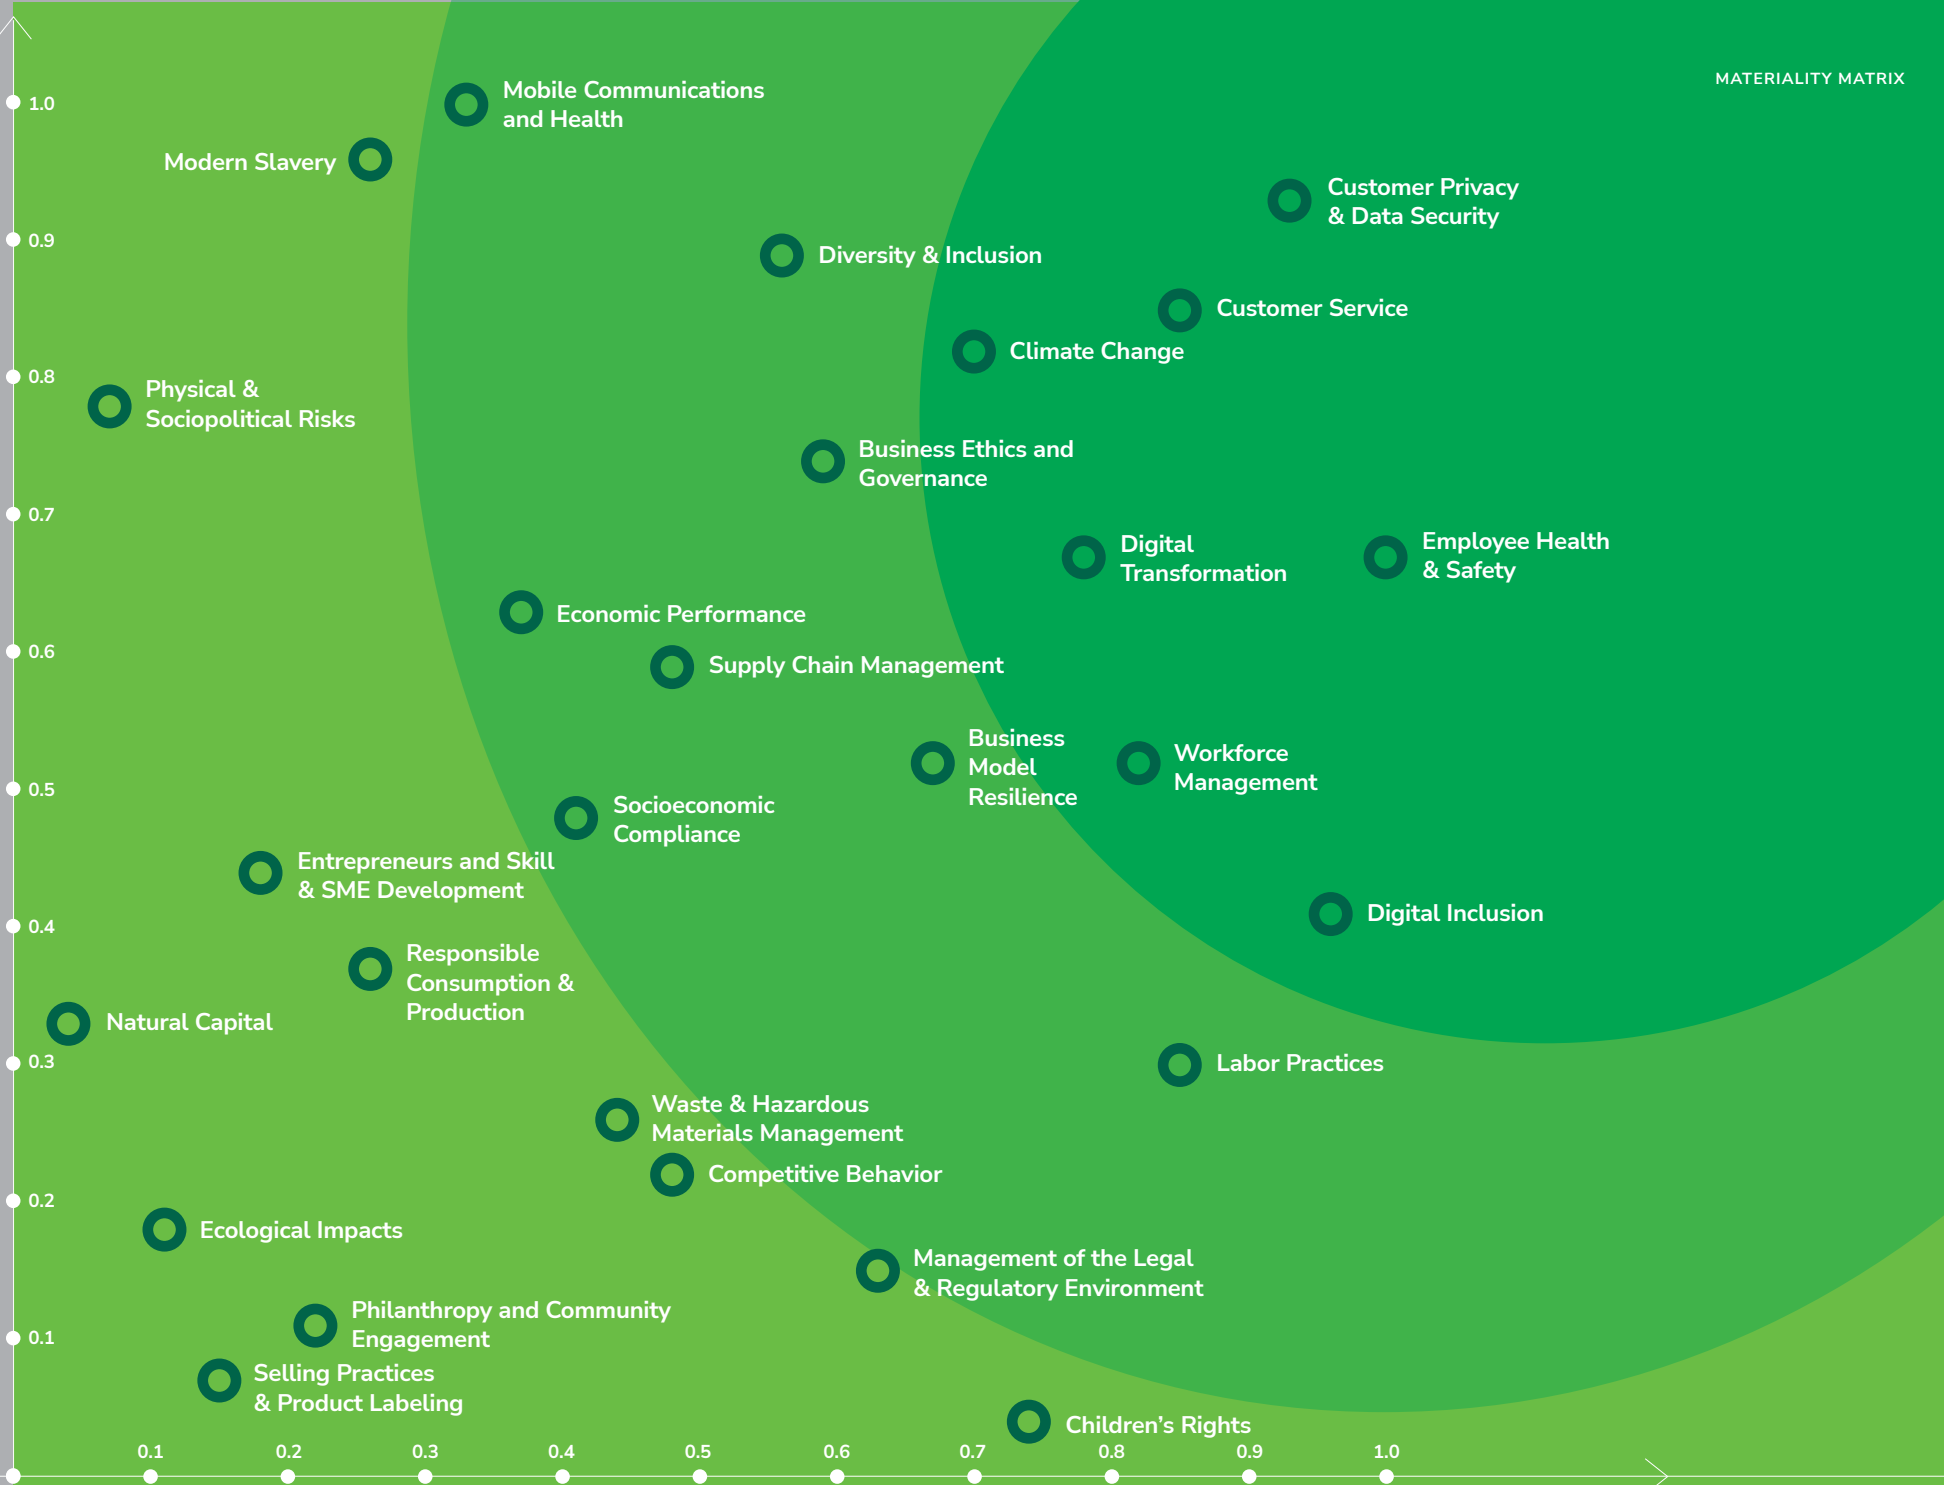 MATERIALITY MATRIX
1.0
Mobile Communications
and Health
Modern Slavery
Customer Privacy
& Data Security
0.9
Diversity & Inclusion
Customer Service
Climate Change
0.8
Physical &
Sociopolitical Risks
Business Ethics and
Governance
0.7
Digital
Transformation
Employee Health
& Safety
Economic Performance
0.6
Supply Chain Management
Business
Model
Resilience
Workforce
Management
0.5
Socioeconomic
Compliance
Entrepreneurs and Skill
& SME Development
0.4
Digital Inclusion
Responsible
Consumption &
Production
Natural Capital
0.3
Labor Practices
Waste & Hazardous
Materials Management
Competitive Behavior
0.2
Ecological Impacts
Management of the Legal
& Regulatory Environment
0.1
Philanthropy and Community
Engagement
Selling Practices
& Product Labeling
Children’s Rights
0.1 0.2 0.3 0.4 0.5 0.6 0.7 0.8 0.9 1.0